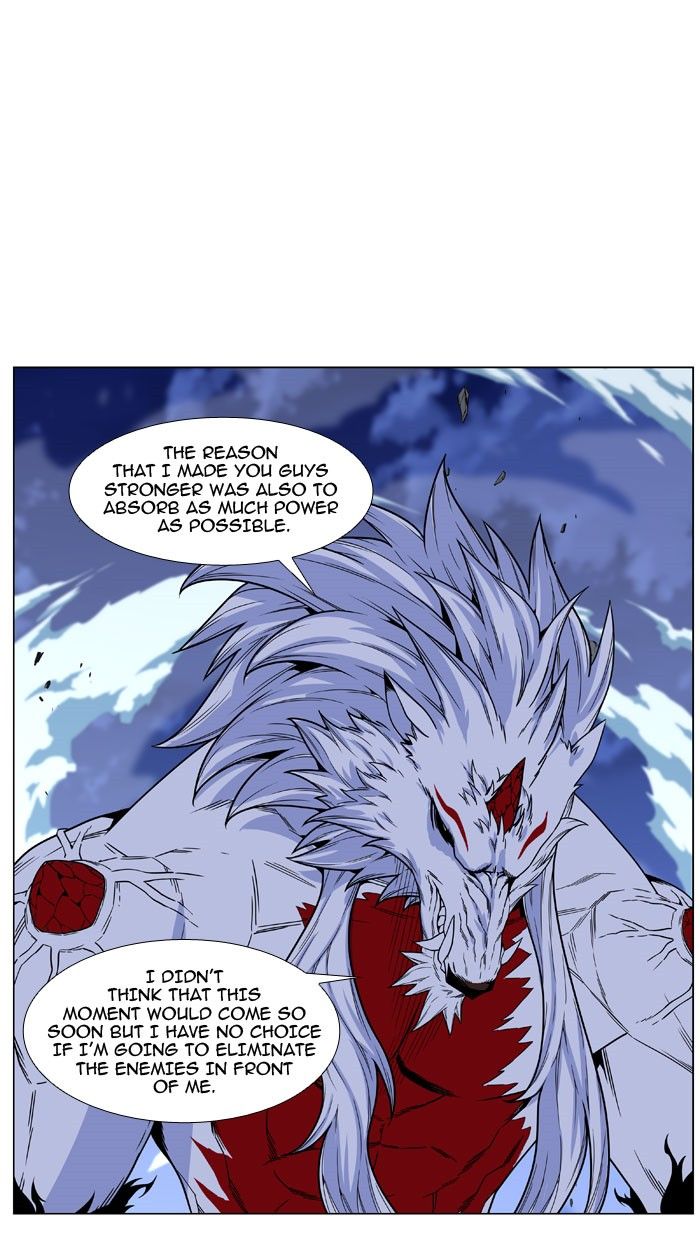 THE REASON
THAT I MADE YOU GUYS
STRONGER WAS ALSO TO
ABSORB AS MUCH POWER
AS POSSIBLE.
I DIDN'T
THINK THAT THIS
MOMENT WOULD COME SO
SOON BUT I HAVE NO CHOICE
IF I'M GOING TO ELIMINATE
THE ENEMIES IN FRONT
OF ME.